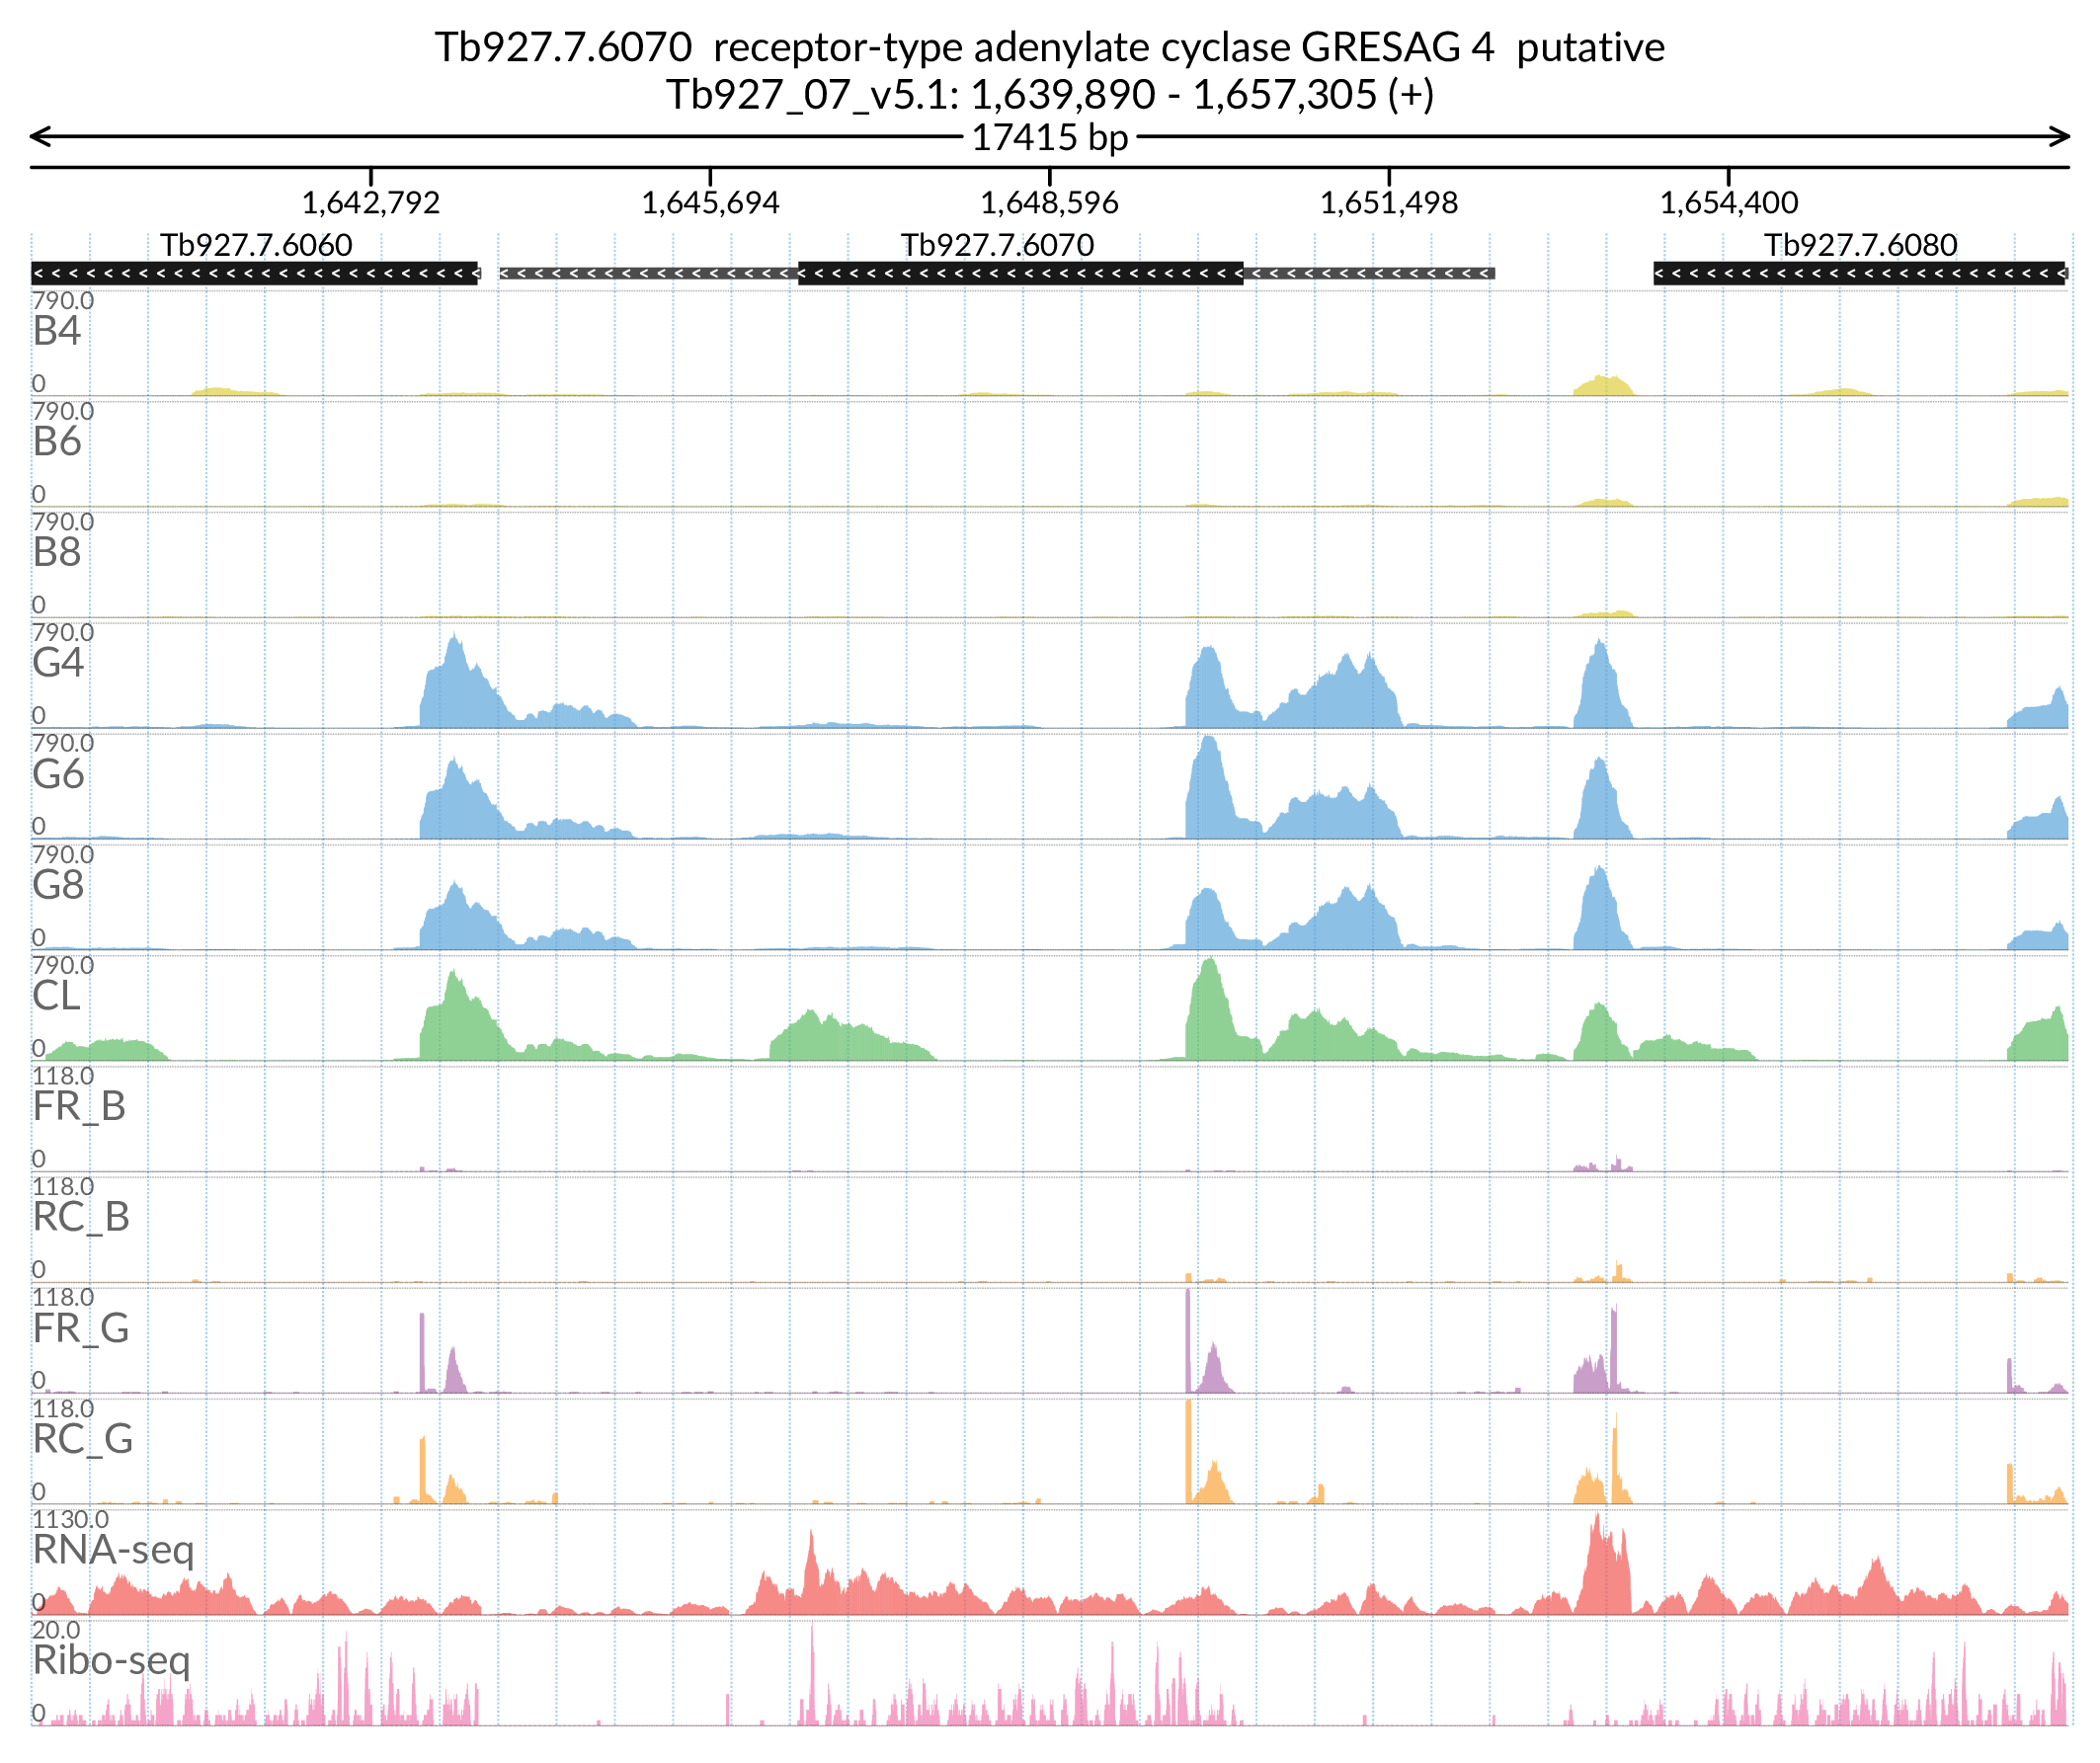 Tb927.7.6070 receptor-type adenylate cyclase GRESAG 4 putative
Tb927_07_v5.1: 1,639,890 - 1,657,305 (+)
17415 bp
1,642,792 1,645,694 1,648,596 1,651,498 1,654,400
Tb927.7.6060 Tb927.7.6070 Tb927.7.6080
790.0
B4
0
790.0
B6
0
790.0
B8
0
790.0
G4
0
790.0
G6
0
790.0
G8
0
790.0
CL
0
118.0
FR_B
0
118.0
RC_B
0
118.0
FR_G
0
118.0
RC_G
0
1130.0
RNA-seq
0
20.0
Ribo-seq
0